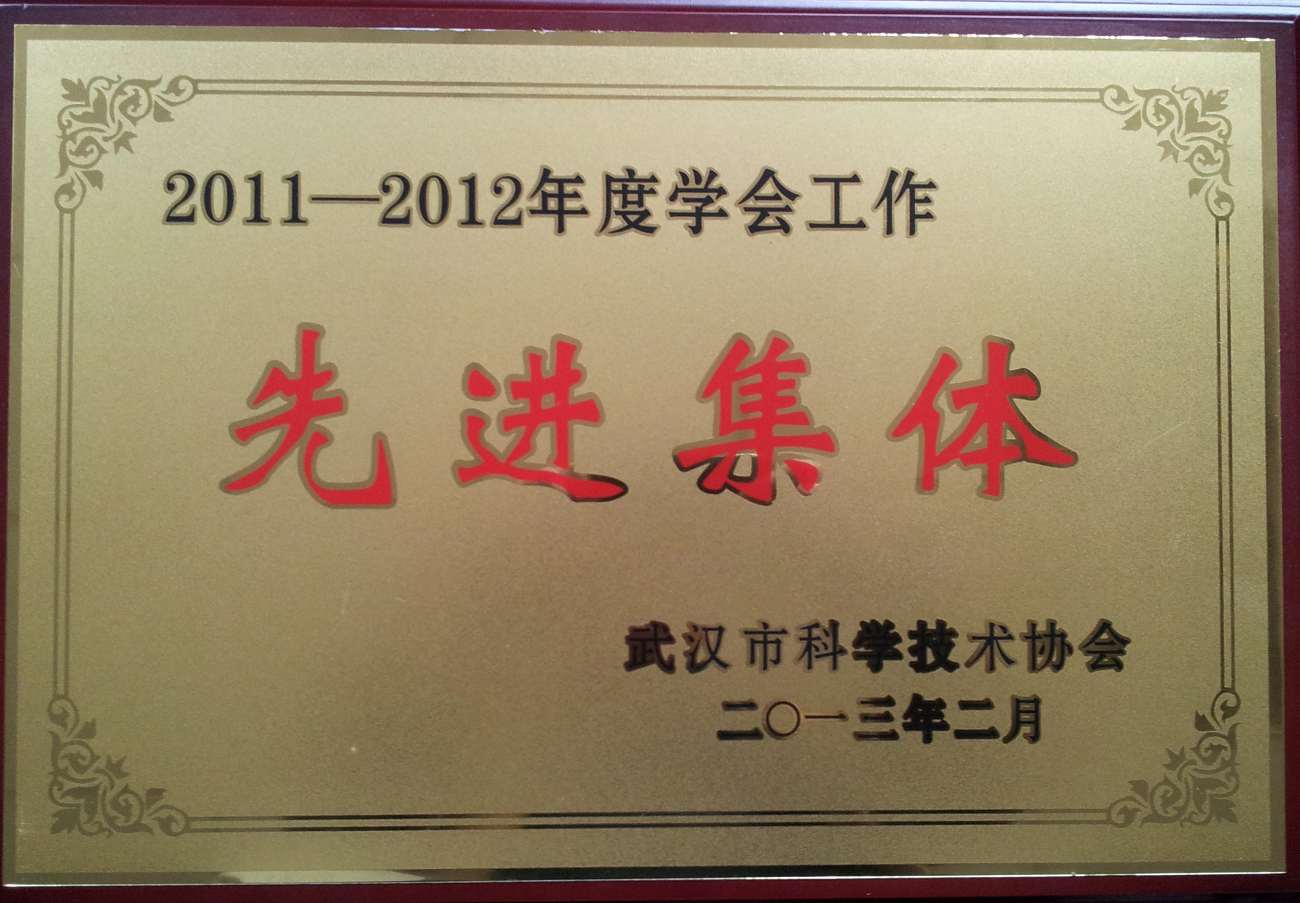 2011—2012年度学会工作
先进集体
武汉市科学技术协会
二〇一三年二月